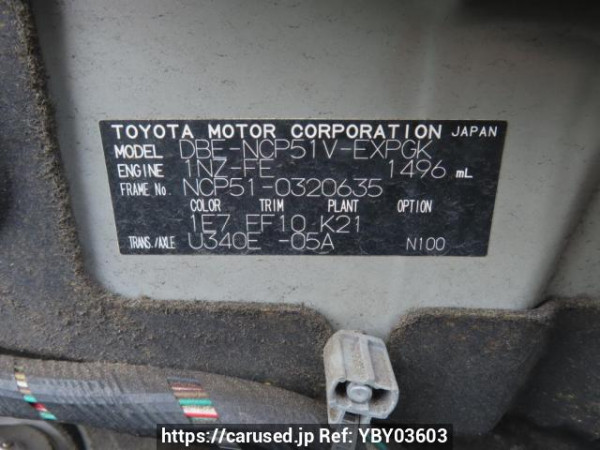 TOYOTA MOTOR CORPORATION JAPAN
MODEL DBE-NCP51V-EXPGK
ENGINE 1NZ-FE 1496 mL
FRAME No. NCP51-0320635
COLOR TRIM PLANT OPTION
1E7 EF10 K21
TRANS./AXLE U340E -05A N100
https://carused.jp Ref: YBY03603